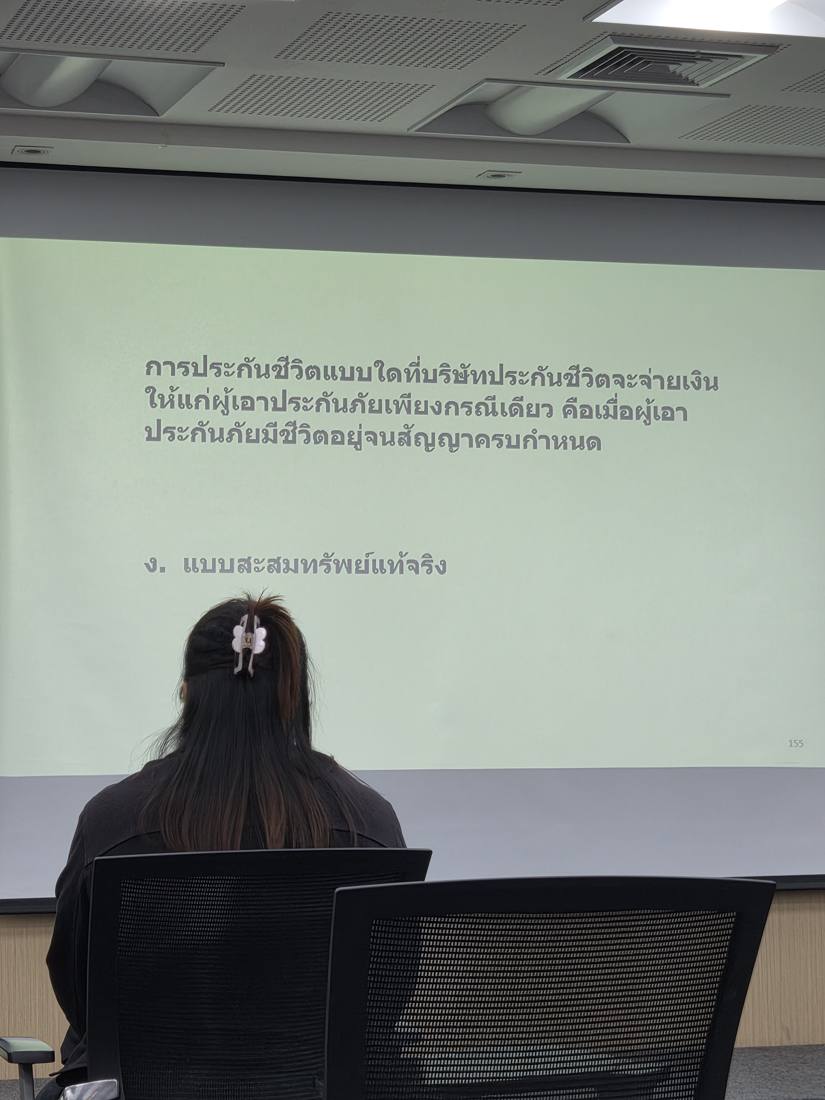 การประกันชีวิตแบบใดที่บริษัทประกันชีวิตจะจ่ายเงิน
ให้แก่ผู้เอาประกันภัยเพียงกรณีเดียว คือเมื่อผู้เอา
ประกันภัยมีชีวิตอยู่จนสัญญาครบกำหนด
ง. แบบสะสมทรัพย์แท้จริง
155